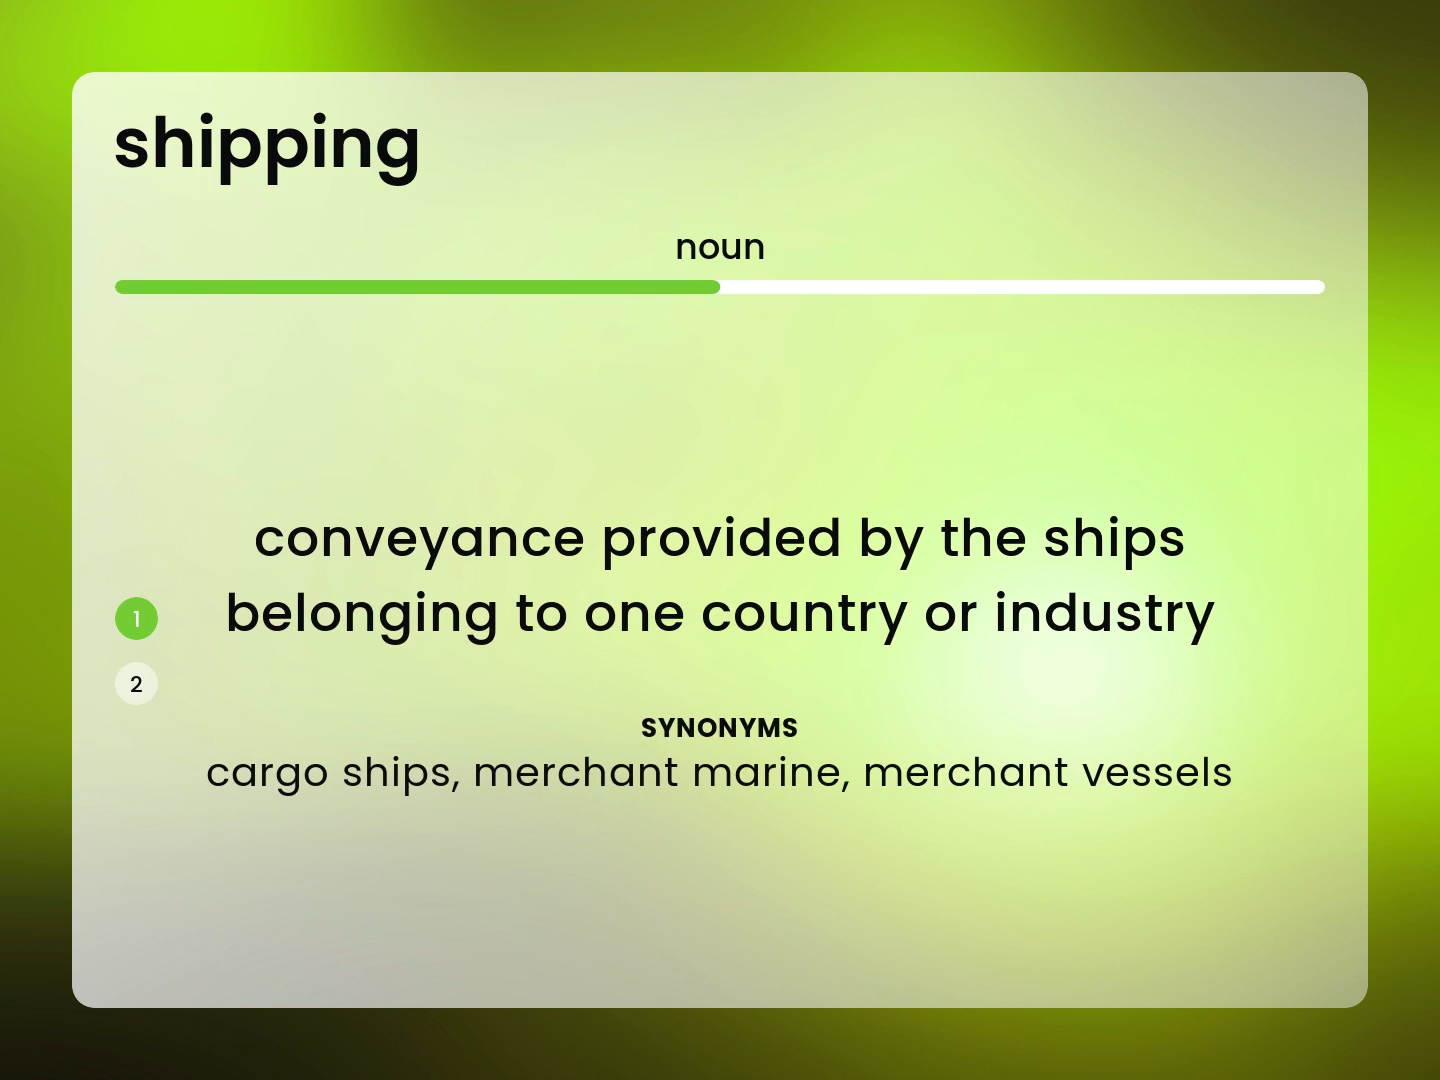 shipping
noun
conveyance provided by the ships
belonging to one country or industry
1
2
SYNONYMS
cargo ships, merchant marine, merchant vessels